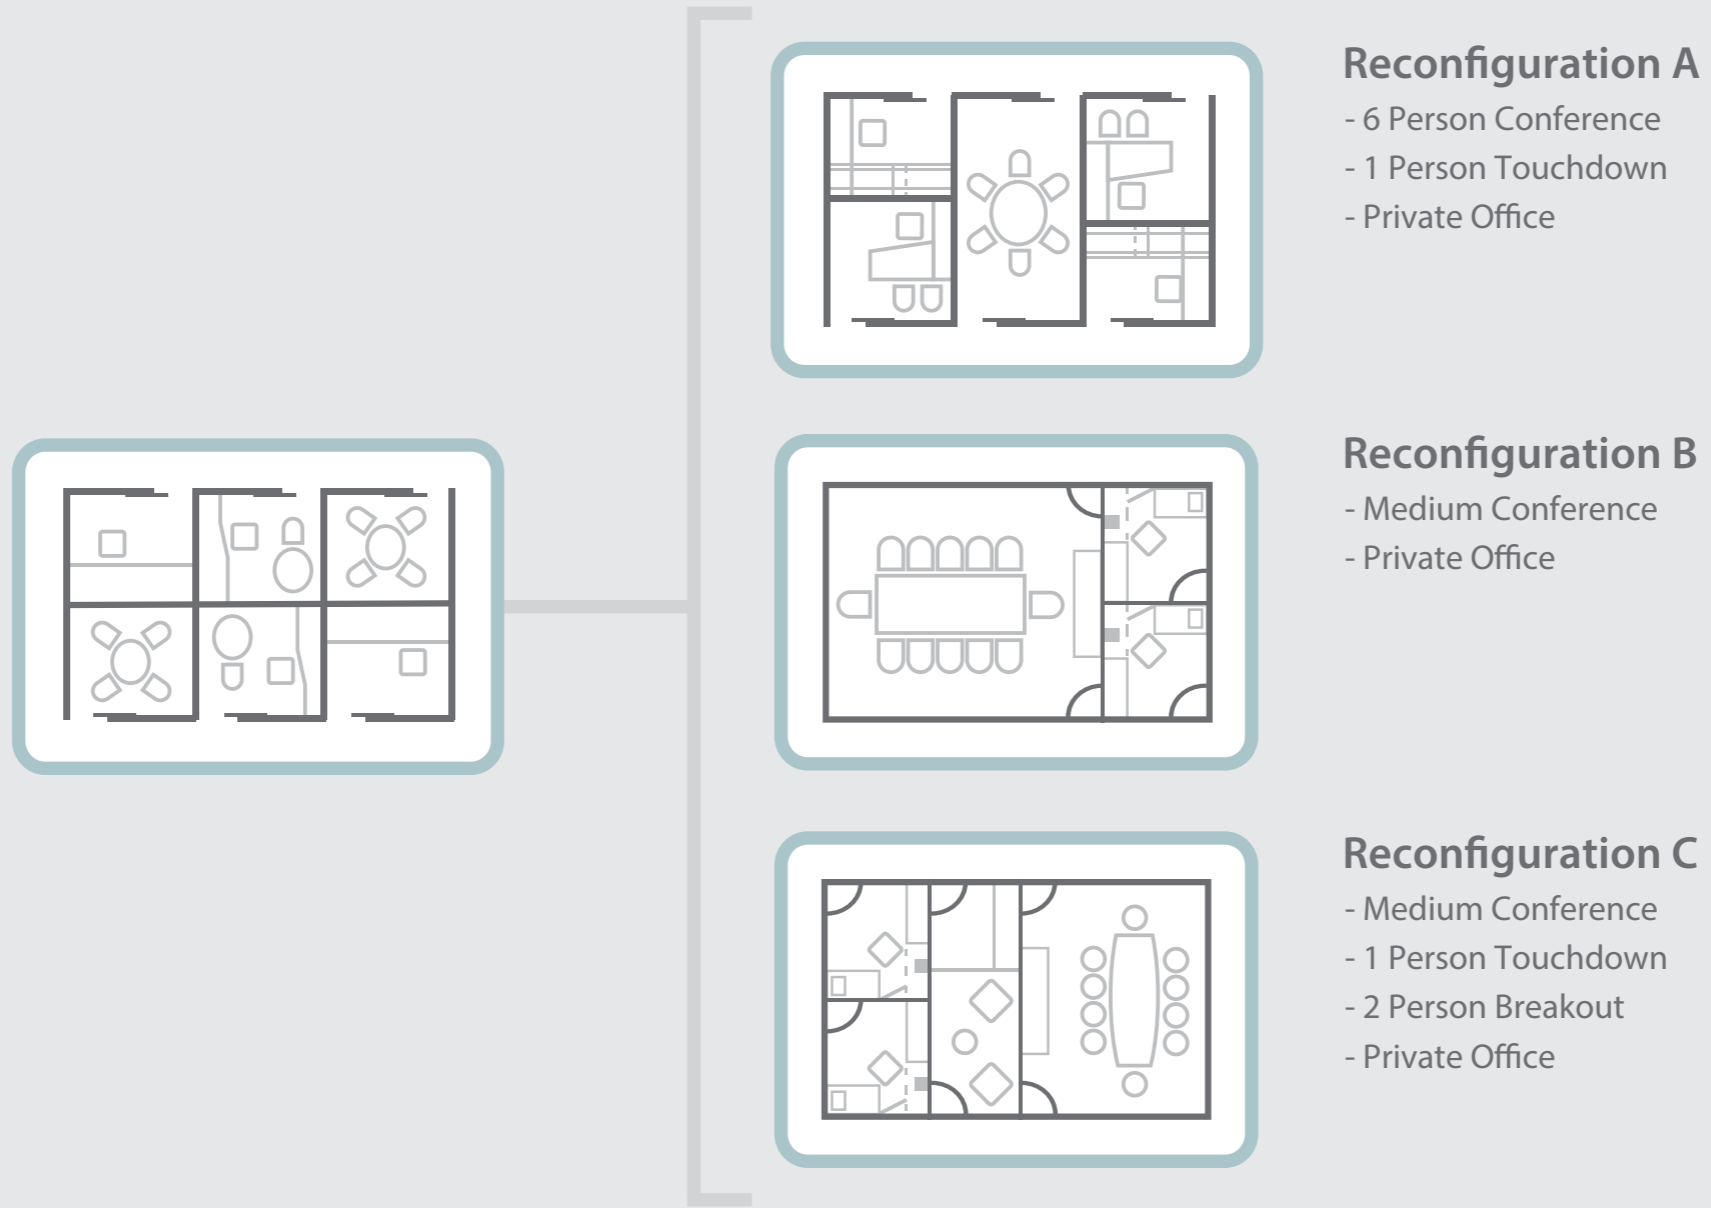 Reconfiguration A
- 6 Person Conference
- 1 Person Touchdown
- Private Office
Reconfiguration B
- Medium Conference
- Private Office
Reconfiguration C
- Medium Conference
- 1 Person Touchdown
- 2 Person Breakout
- Private Office